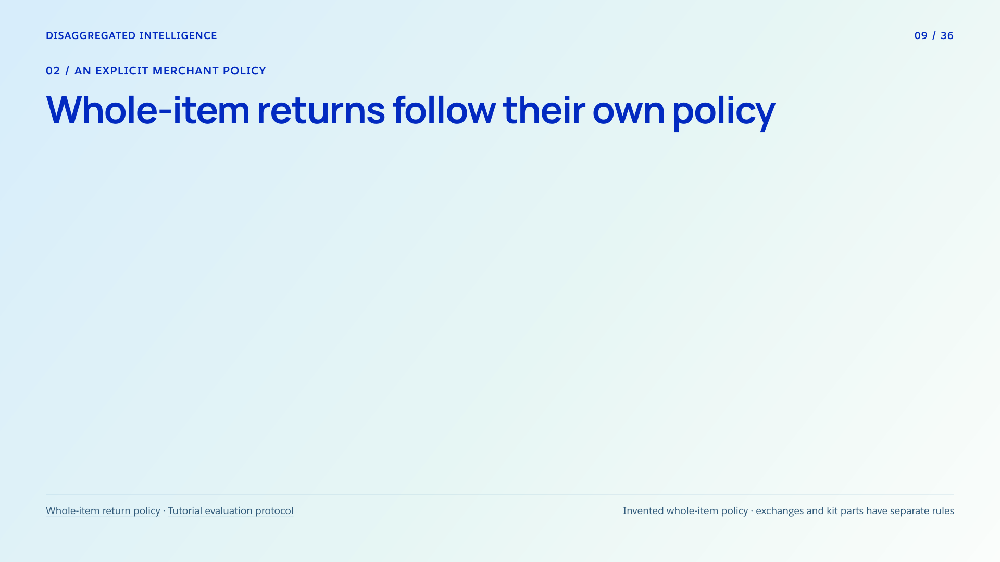 DISAGGREGATED INTELLIGENCE
09 / 36
02 / AN EXPLICIT MERCHANT POLICY
Whole-item returns follow their own policy
Whole-item return policy · Tutorial evaluation protocol
Invented whole-item policy · exchanges and kit parts have separate rules